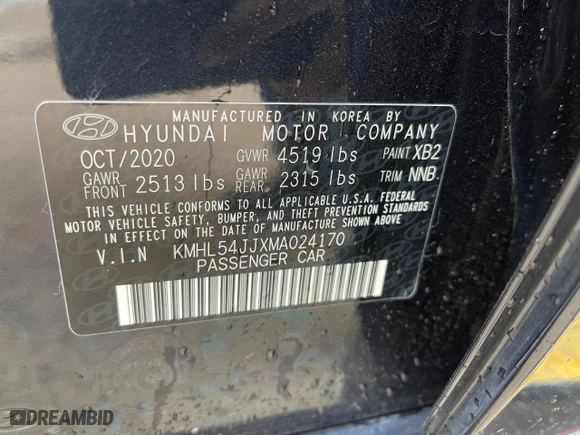 MANUFACTURED IN KOREA BY
HYUNDAI MOTOR COMPANY
OCT/2020 GVWR 4519 lbs PAINT XB2
GAWR FRONT 2513 lbs GAWR REAR 2315 lbs TRIM NNB
THIS VEHICLE CONFORMS TO ALL APPLICABLE U.S.A. FEDERAL
MOTOR VEHICLE SAFETY, BUMPER, AND THEFT PREVENTION STANDARDS
IN EFFECT ON THE DATE OF MANUFACTURE SHOWN ABOVE.
V.I.N KMHL54JJXMA024170
PASSENGER CAR
DREAMBID